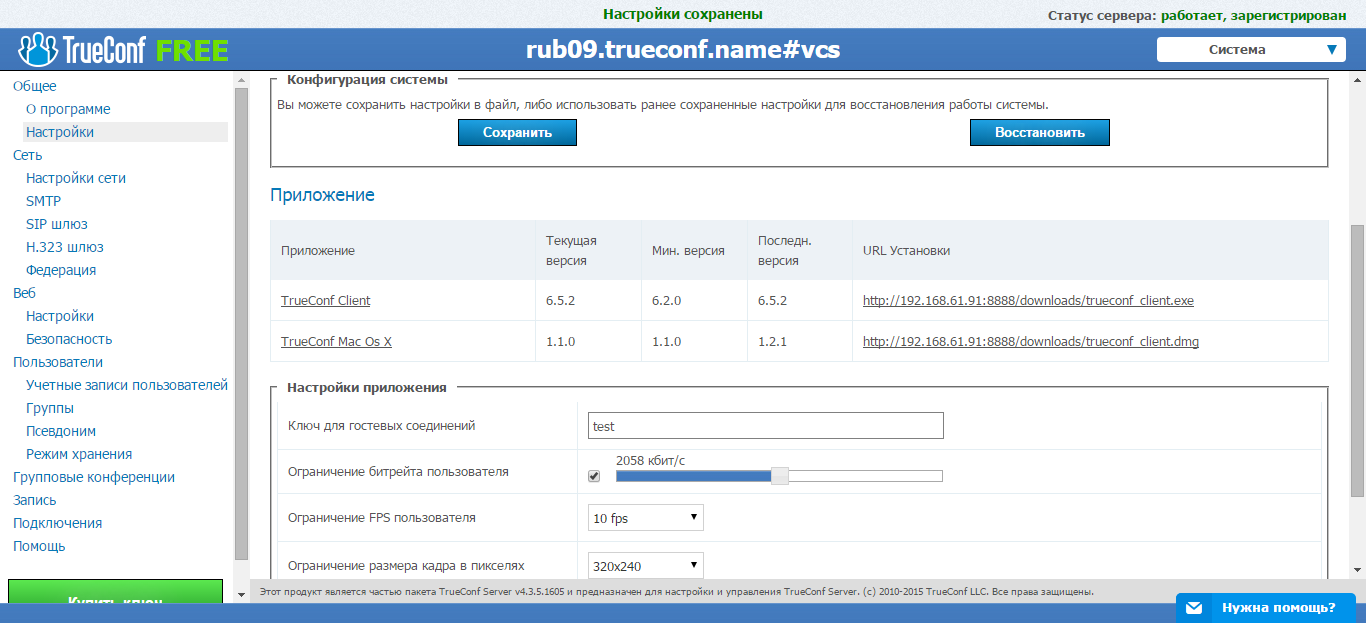 Настройки сохранены
Статус сервера: работает, зарегистрирован
TrueConf FREE
rub09.trueconf.name#vcs
Система
Общее
О программе
Настройки
Сеть
Настройки сети
SMTP
SIP шлюз
H.323 шлюз
Федерация
Веб
Настройки
Безопасность
Пользователи
Учетные записи пользователей
Группы
Псевдоним
Режим хранения
Групповые конференции
Запись
Подключения
Помощь
Купить ключ
Конфигурация системы
Вы можете сохранить настройки в файл, либо использовать ранее сохраненные настройки для восстановления работы системы.
Сохранить
Восстановить
Приложение
Приложение Текущая версия Мин. версия Последн. версия URL Установки
TrueConf Client 6.5.2 6.2.0 6.5.2 http://192.168.61.91:8888/downloads/trueconf_client.exe
TrueConf Mac Os X 1.1.0 1.1.0 1.2.1 http://192.168.61.91:8888/downloads/trueconf_client.dmg
Настройки приложения
Ключ для гостевых соединений test
2058 кбит/с
Ограничение битрейта пользователя
Ограничение FPS пользователя 10 fps
Ограничение размера кадра в пикселях 320x240
Этот продукт является частью пакета TrueConf Server v4.3.5.1605 и предназначен для настройки и управления TrueConf Server. (c) 2010-2015 TrueConf LLC. Все права защищены.
Нужна помощь?